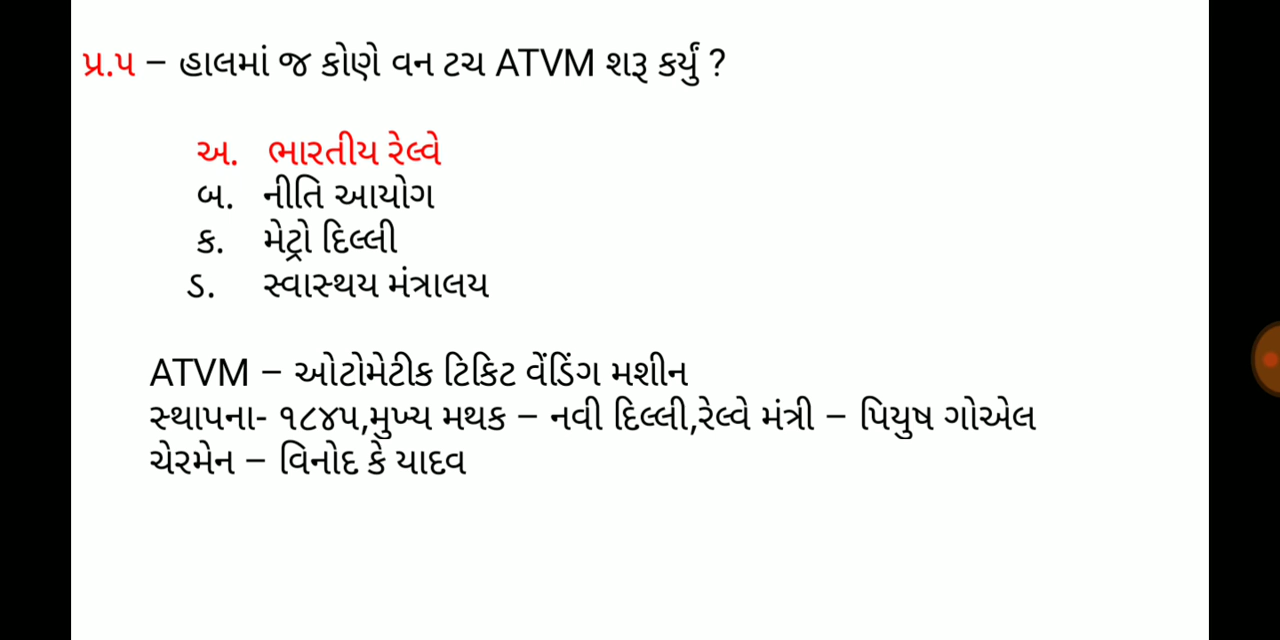 પ્ર.૫ – હાલમાં જ કોણે વન ટચ ATVM શરૂ કર્યું ?
અ. ભારતીય રેલ્વે
બ. નીતિ આયોગ
ક. મેટ્રો દિલ્લી
ડ. સ્વાસ્થય મંત્રાલય
ATVM – ઓટોમેટીક ટિકિટ વેંડિંગ મશીન
સ્થાપના- ૧૮૪૫,મુખ્ય મથક – નવી દિલ્લી,રેલ્વે મંત્રી – પિયુષ ગોએલ
ચેરમેન – વિનોદ કે યાદવ